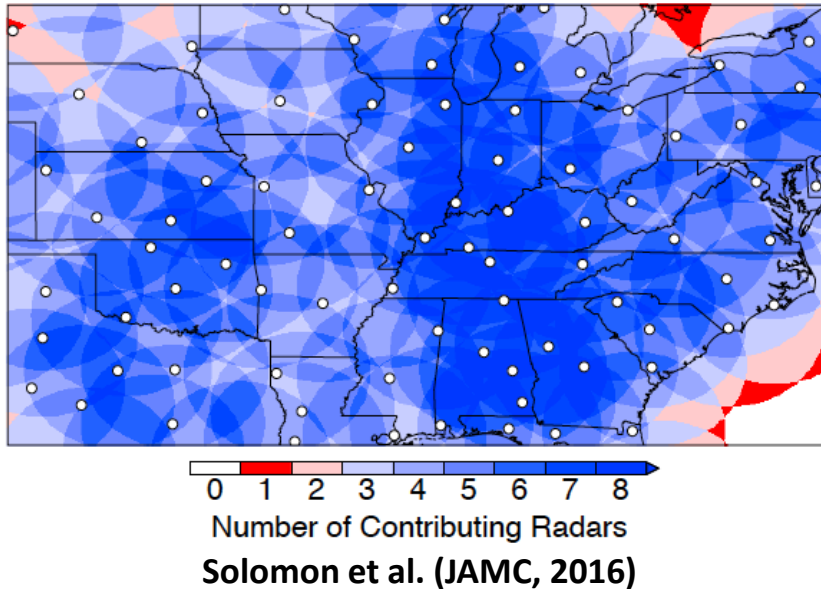 0 1 2 3 4 5 6 7 8
Number of Contributing Radars
Solomon et al. (JAMC, 2016)